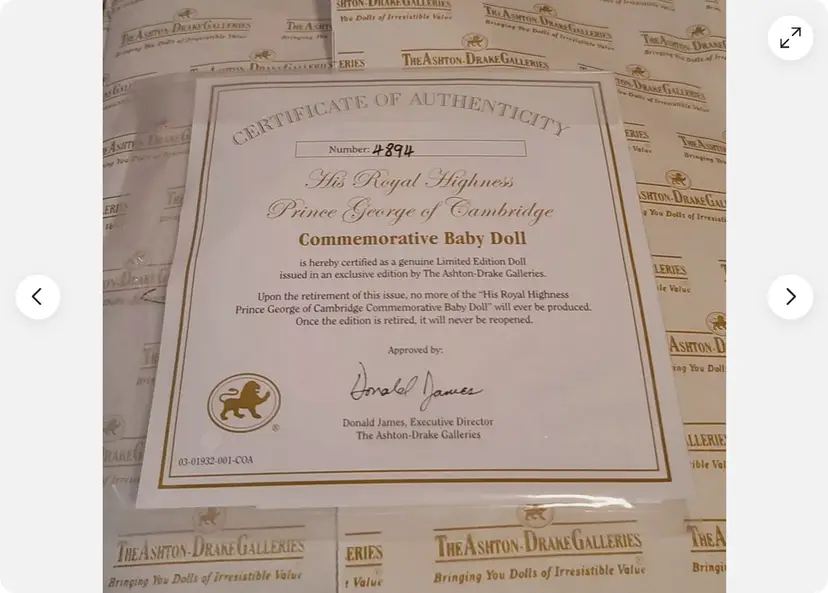 CERTIFICATE OF AUTHENTICITY
Number: 4894
His Royal Highness
Prince George of Cambridge
Commemorative Baby Doll
is hereby certified as a genuine Limited Edition Doll
issued in an exclusive edition by The Ashton-Drake Galleries.
Upon the retirement of this issue, no more of the "His Royal Highness
Prince George of Cambridge Commemorative Baby Doll" will ever be produced.
Once the edition is retired, it will never be reopened.
Approved by:
Donald James
Donald James, Executive Director
The Ashton-Drake Galleries
®
03-01932-001-COA
THE ASHTON-DRAKE GALLERIES
Bringing You Dolls of Irresistible Value
THE ASHTON-DRAKE GALLERIES
Bringing You Dolls of Irresistible Value